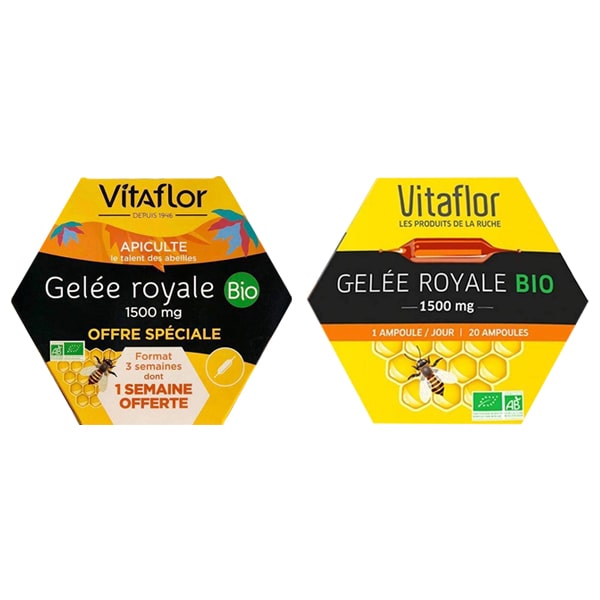 Vitaflor
DEPUIS 1946
APICULTE
le talent des abeilles
Gelée royale Bio
1500 mg
OFFRE SPÉCIALE
Format
3 semaines
dont
1 SEMAINE
OFFERTE
AB
Vitaflor
LES PRODUITS DE LA RUCHE
GELÉE ROYALE BIO
1500 mg
1 AMPOULE / JOUR | 20 AMPOULES
AB